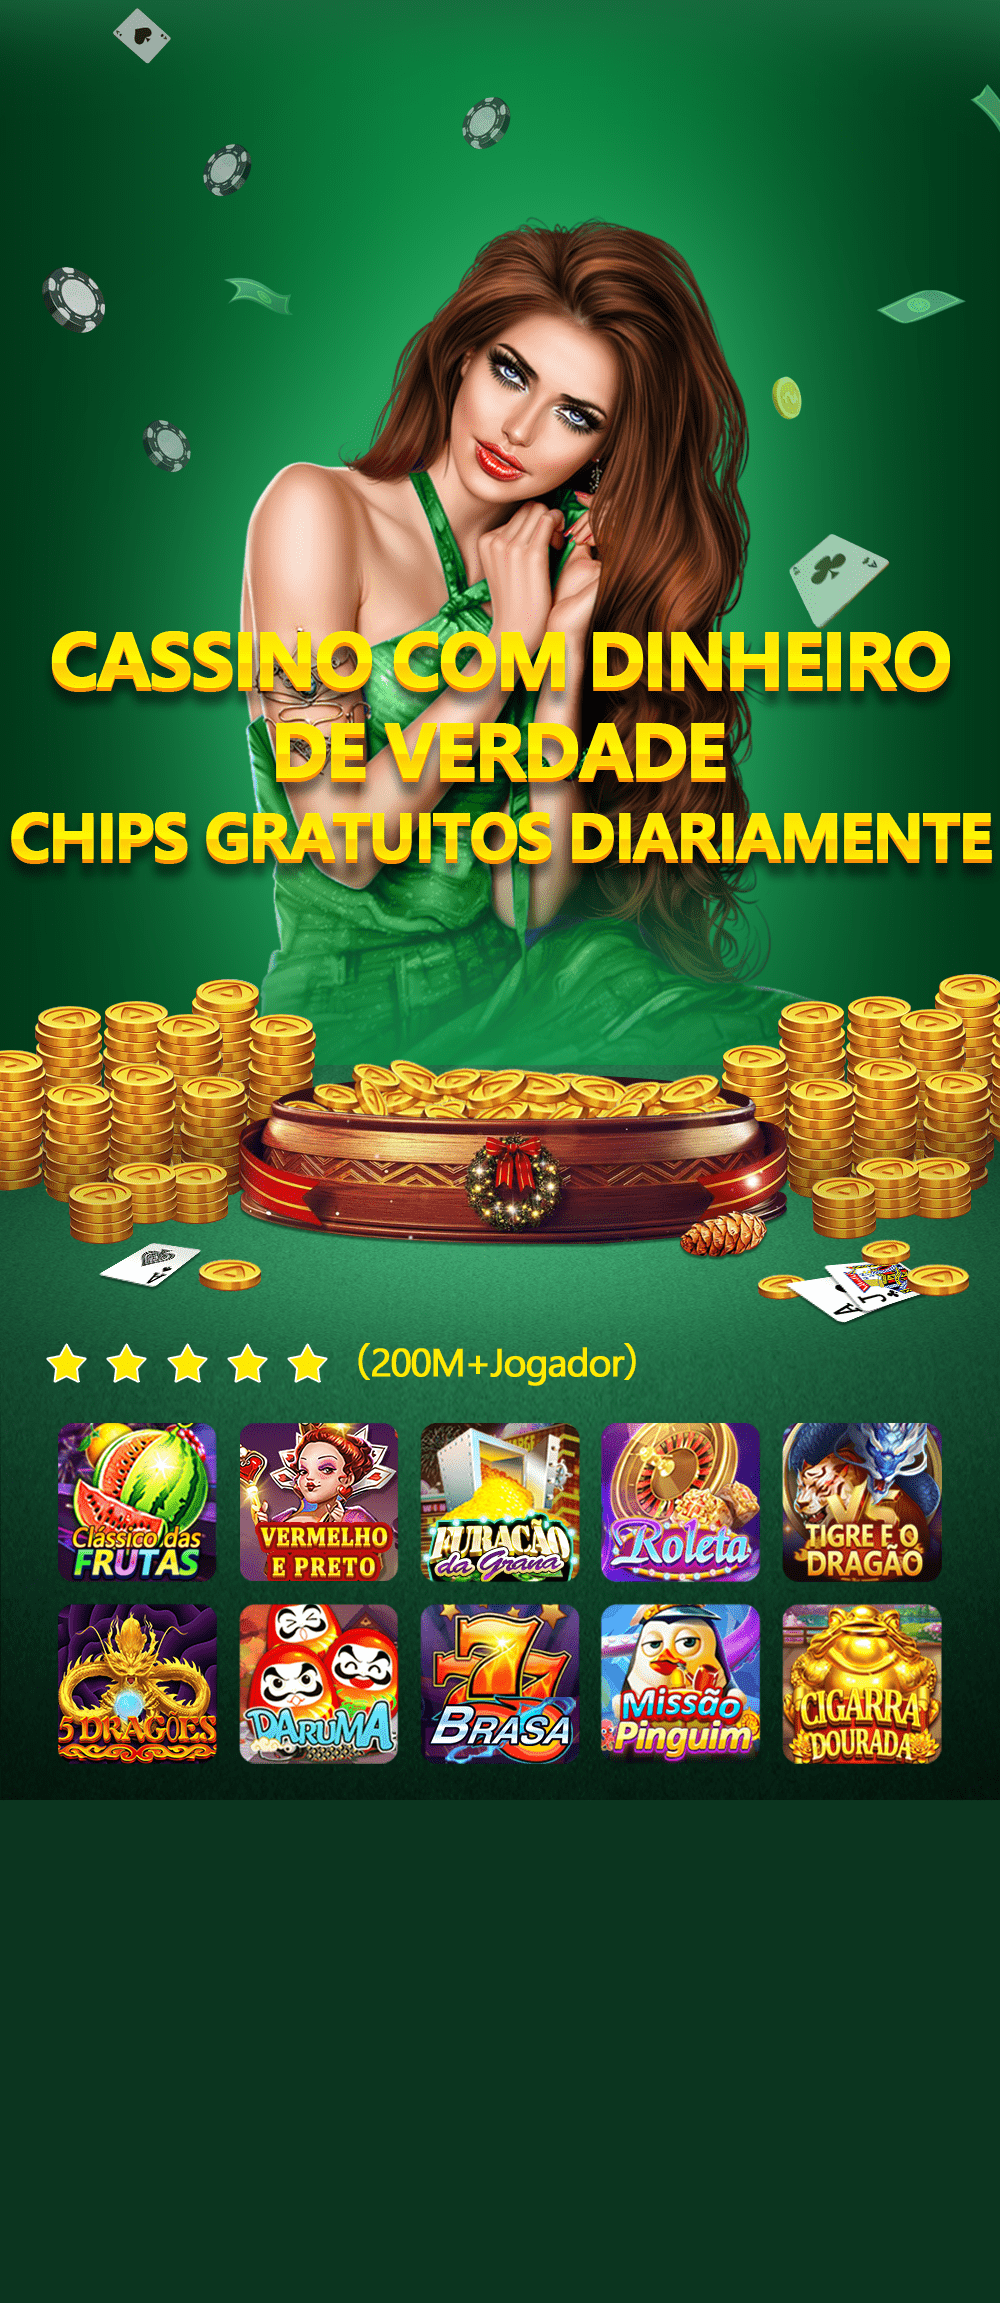 CASSINO COM DINHEIRO
DE VERDADE
CHIPS GRATUITOS DIARIAMENTE
A
A
J
(200M+Jogador)
Clássico das
FRUTAS
VERMELHO
E PRETO
FURACÃO
da Grana
Roleta
TIGRE E O
DRAGÃO
5 DRAGÕES
DARUMA
777
BRASA
Missão
Pinguim
CIGARRA
DOURADA